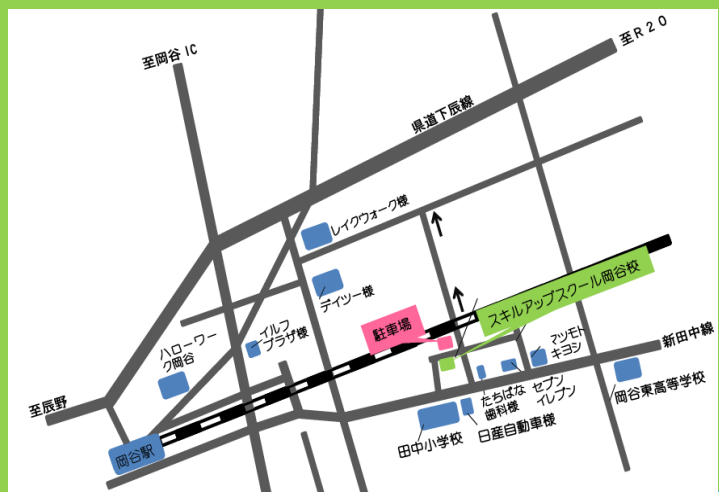 至岡谷IC
至R20
県道下辰線
レイクウォーク様
デイツー様
スキルアップスクール岡谷校
駐車場
イルフ
プラザ様
ハローワー
ク岡谷
マツモト
キヨシ
新田中線
至辰野
岡谷駅
たちばな
歯科様
セブン
イレブン
岡谷東高等学校
日産自動車様
田中小学校